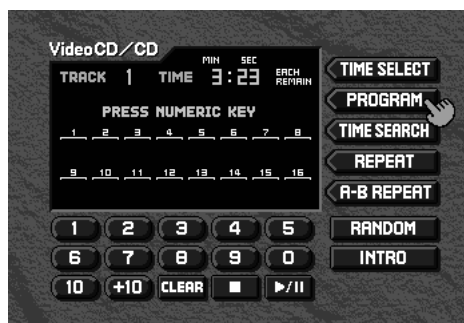 VideoCD/CD
MIN SEC
TRACK 1 TIME 3:23 EACH REMAIN
PRESS NUMERIC KEY
1 2 3 4 5 6 7 8
9 10 11 12 13 14 15 16
TIME SELECT
PROGRAM
TIME SEARCH
REPEAT
A-B REPEAT
1 2 3 4 5 RANDOM
6 7 8 9 0 INTRO
10 +10 CLEAR ■ ▶/II